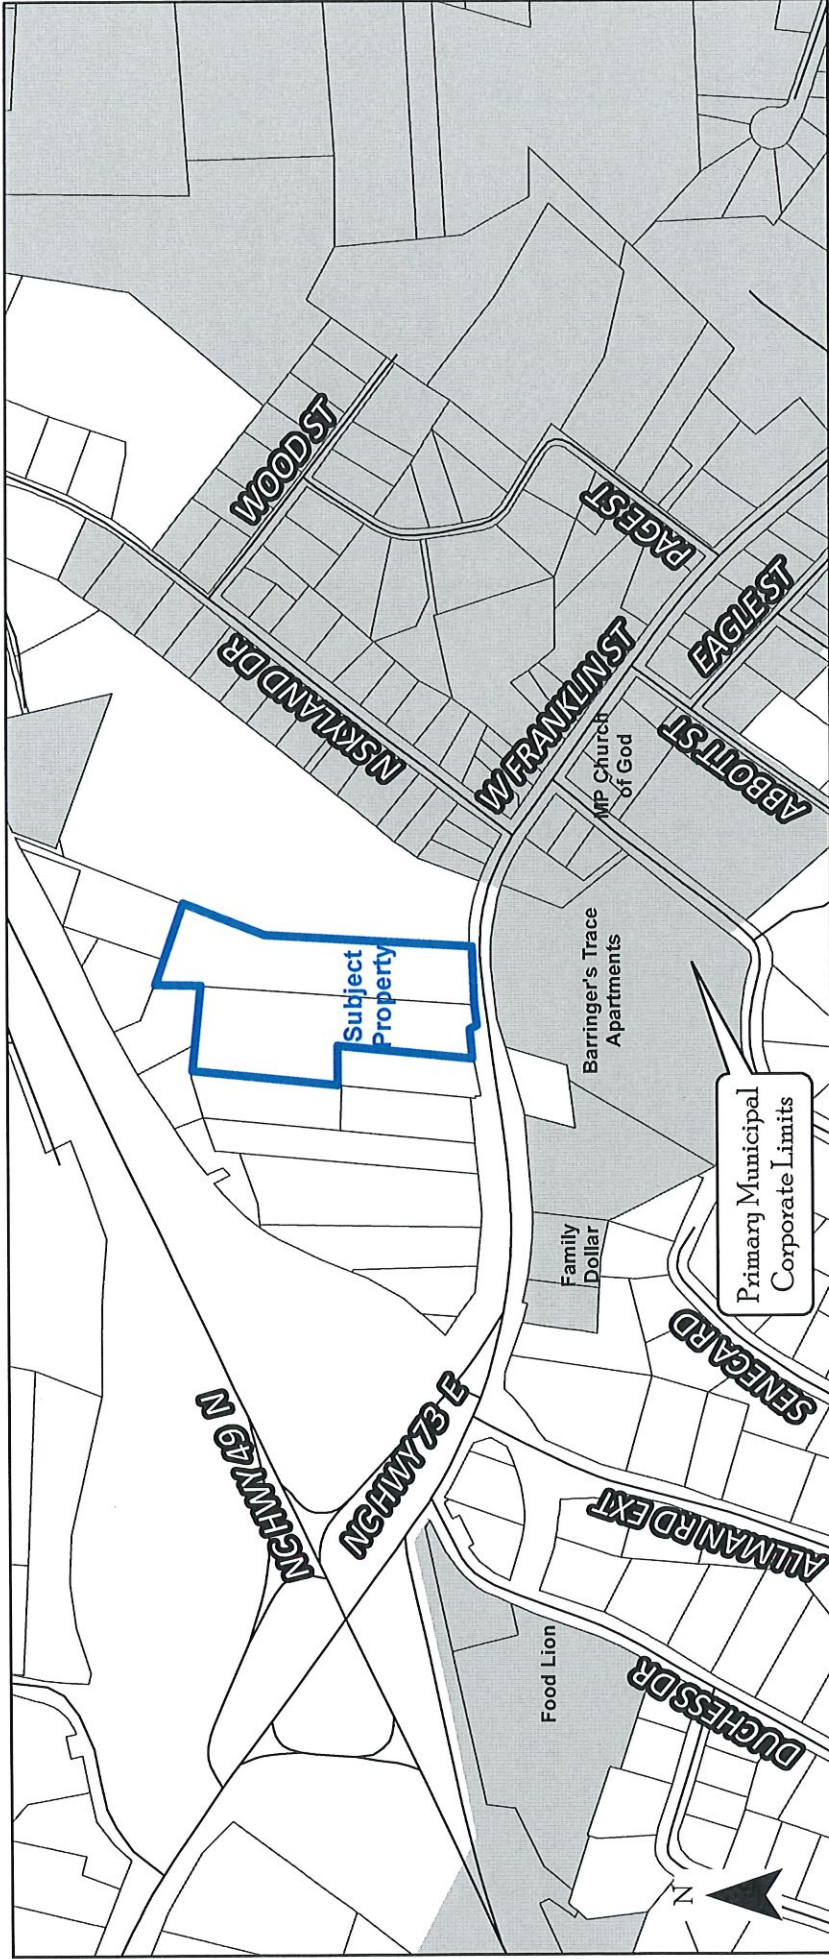 NC HWY 49 N
NC HWY 73 E
Subject
Property
N SKYLAND DR
WOOD ST
W FRANKLIN ST
PAGE ST
EAGLE ST
ABBOTT ST
MP Church
of God
Barringer's Trace
Apartments
Family
Dollar
Food Lion
SENECA RD
ALLMAN RD EXT
DUCHESS DR
Primary Municipal
Corporate Limits
N